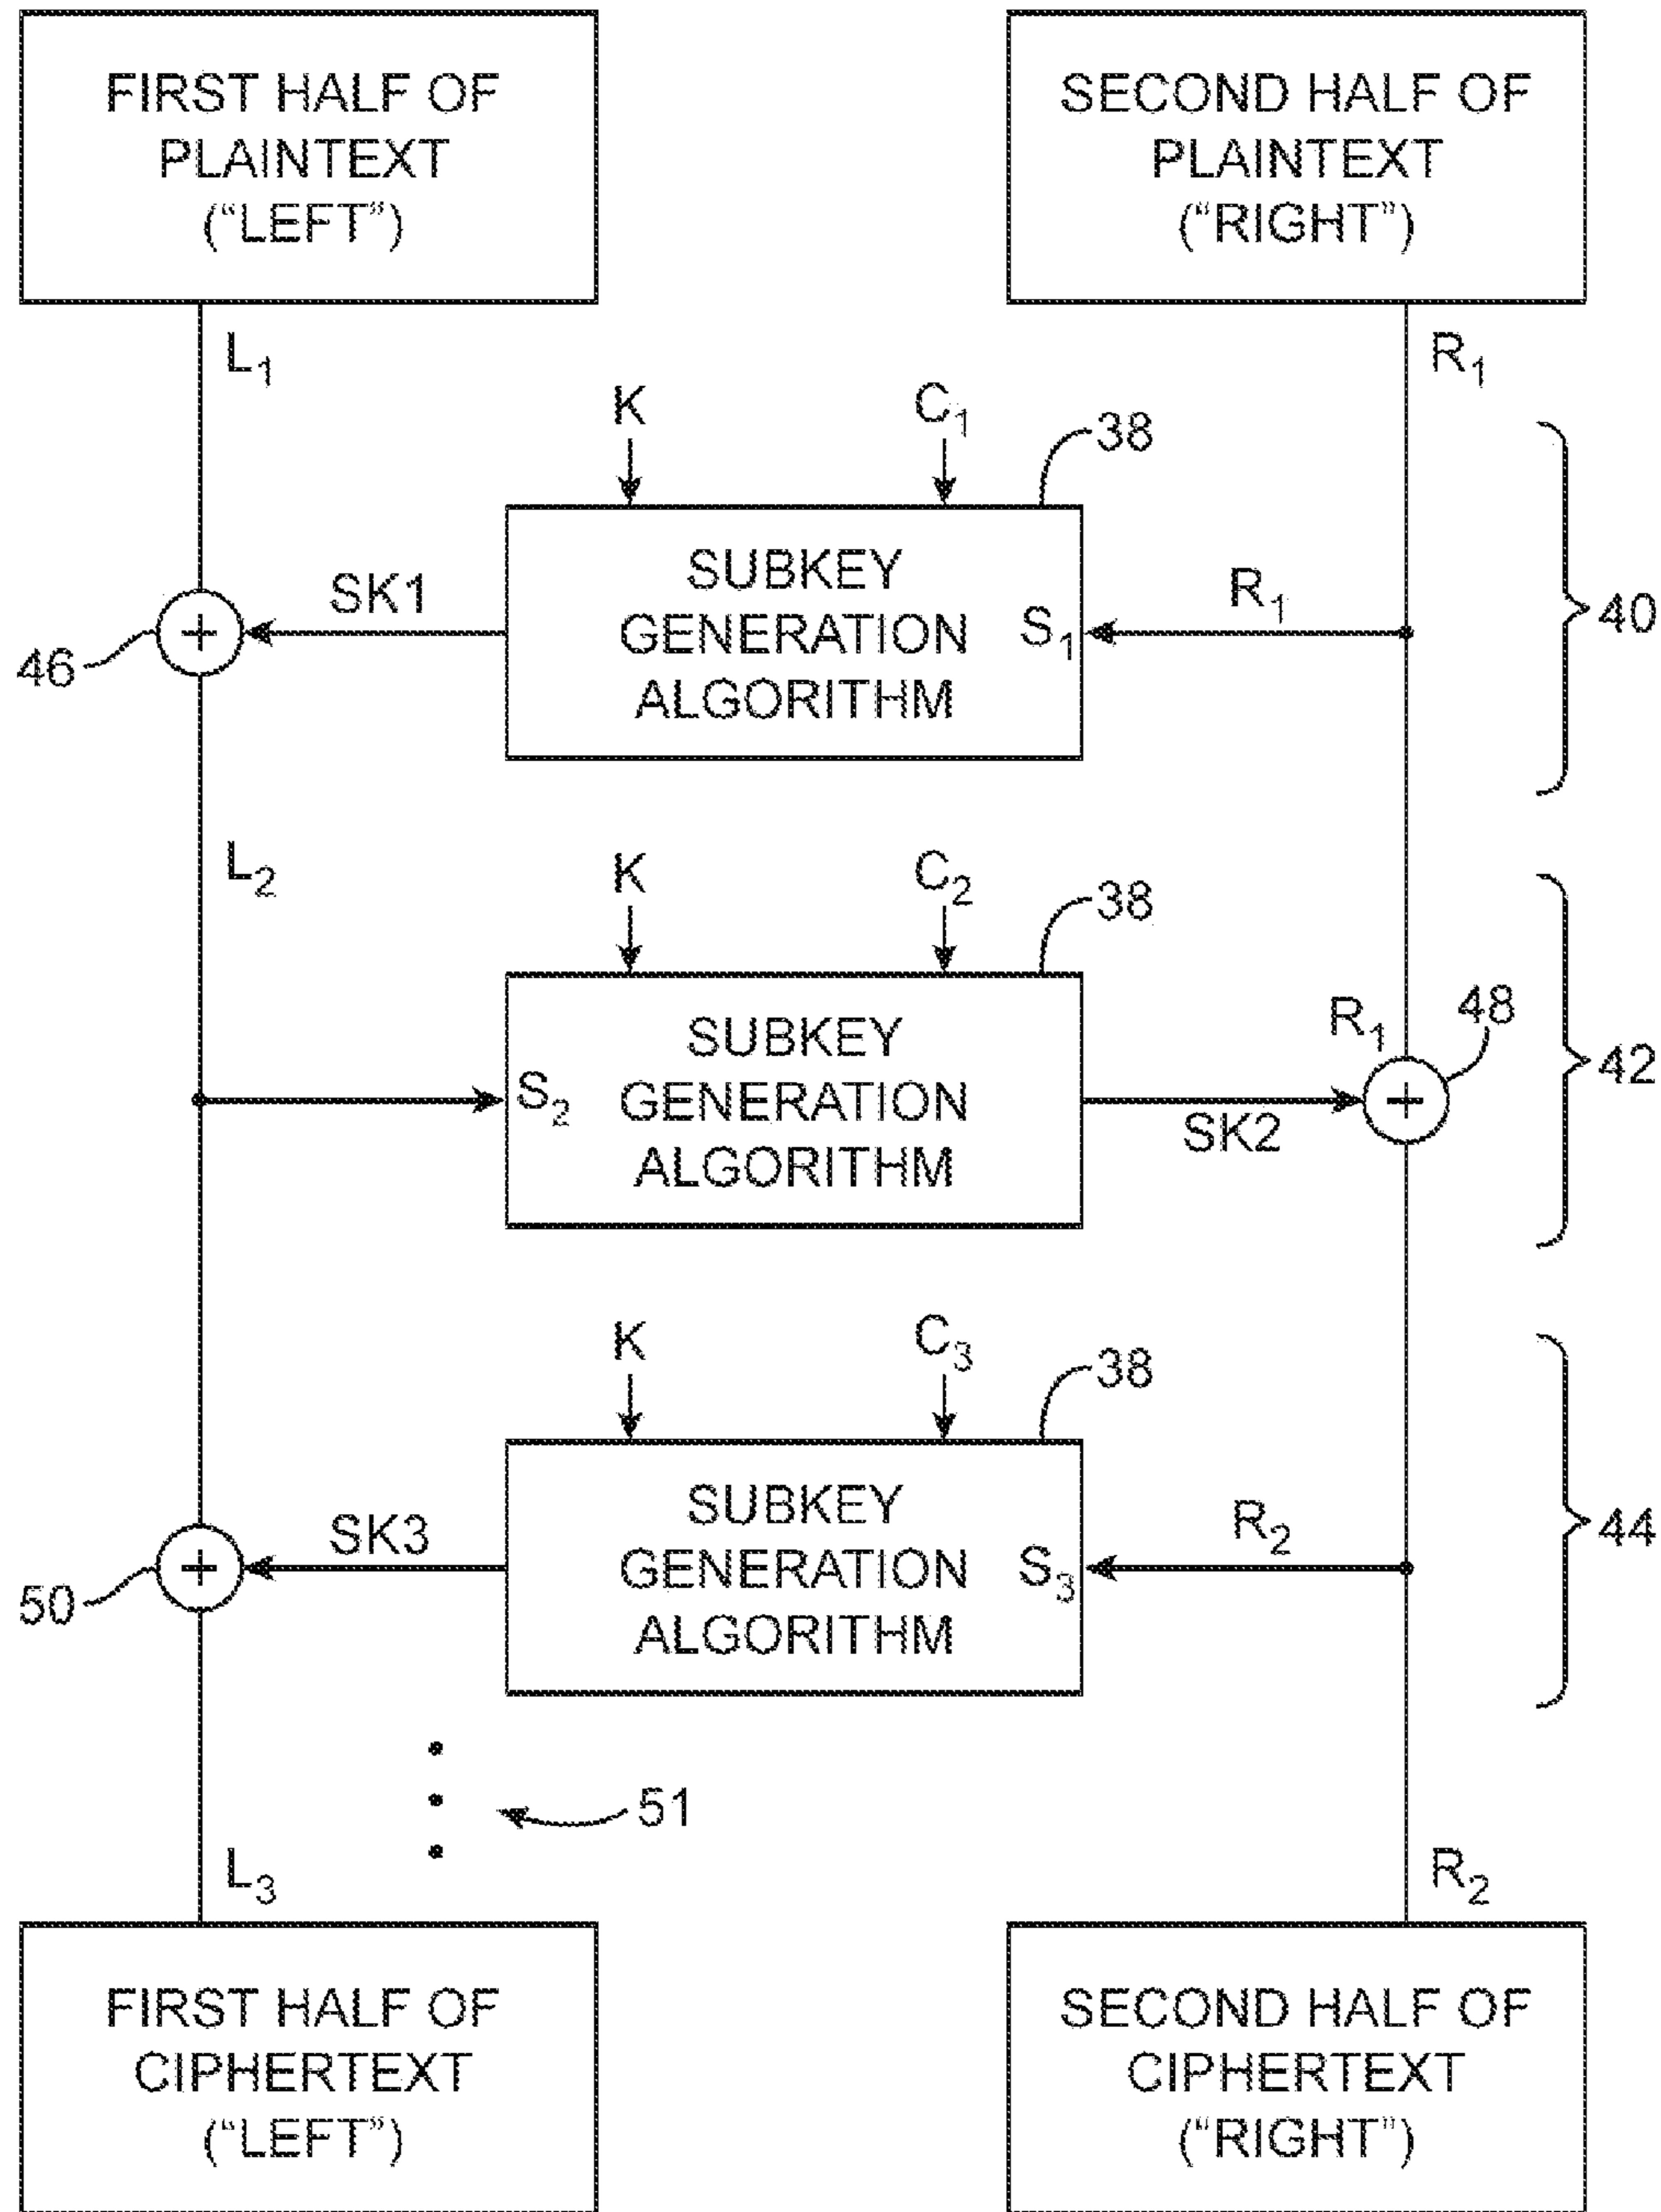 FIRST HALF OF
PLAINTEXT
("LEFT")
SECOND HALF OF
PLAINTEXT
("RIGHT")
L₁
R₁
K
C₁
38
SUBKEY
GENERATION
ALGORITHM
S₁
SK1
R₁
46
+
40
L₂
K
C₂
38
S₂
SUBKEY
GENERATION
ALGORITHM
SK2
R₁
48
+
42
K
C₃
38
SUBKEY
GENERATION
ALGORITHM
S₃
SK3
R₂
50
+
44
51
L₃
R₂
FIRST HALF OF
CIPHERTEXT
("LEFT")
SECOND HALF OF
CIPHERTEXT
("RIGHT")